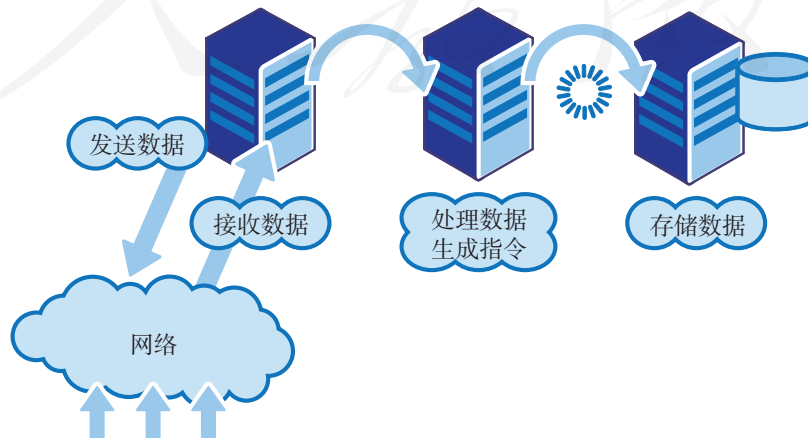 发送数据
接收数据
处理数据
生成指令
存储数据
网络